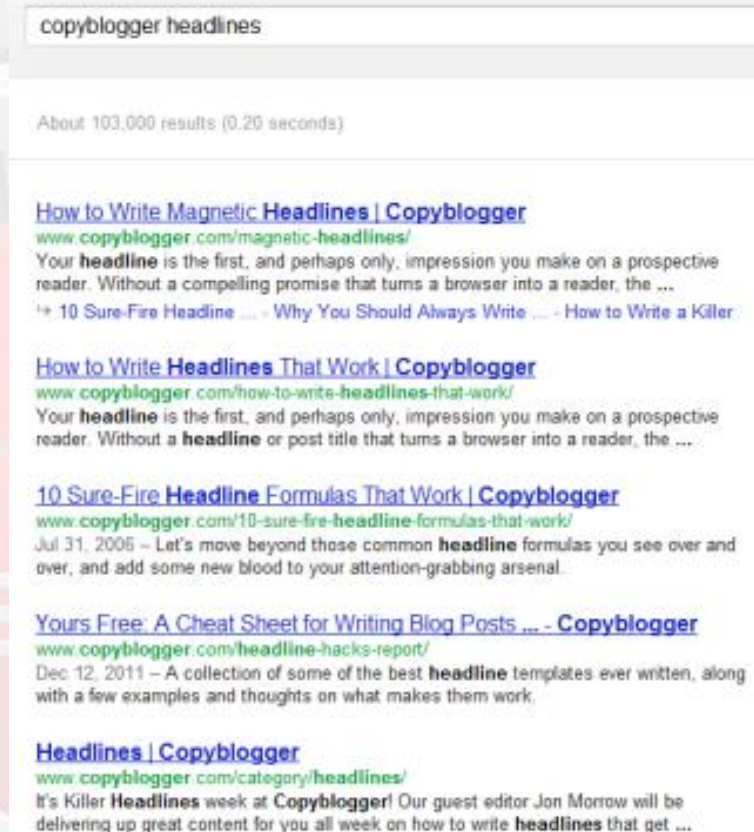 copyblogger headlines
About 103,000 results (0.20 seconds)
How to Write Magnetic Headlines | Copyblogger
www.copyblogger.com/magnetic-headlines/
Your headline is the first, and perhaps only, impression you make on a prospective
reader. Without a compelling promise that turns a browser into a reader, the ...
↳ 10 Sure-Fire Headline ... - Why You Should Always Write ... - How to Write a Killer
How to Write Headlines That Work | Copyblogger
www.copyblogger.com/how-to-write-headlines-that-work/
Your headline is the first, and perhaps only, impression you make on a prospective
reader. Without a headline or post title that turns a browser into a reader, the ...
10 Sure-Fire Headline Formulas That Work | Copyblogger
www.copyblogger.com/10-sure-fire-headline-formulas-that-work/
Jul 31, 2006 – Let's move beyond those common headline formulas you see over and
over, and add some new blood to your attention-grabbing arsenal.
Yours Free: A Cheat Sheet for Writing Blog Posts ... - Copyblogger
www.copyblogger.com/headline-hacks-report/
Dec 12, 2011 – A collection of some of the best headline templates ever written, along
with a few examples and thoughts on what makes them work.
Headlines | Copyblogger
www.copyblogger.com/category/headlines/
It's Killer Headlines week at Copyblogger! Our guest editor Jon Morrow will be
delivering up great content for you all week on how to write headlines that get ...